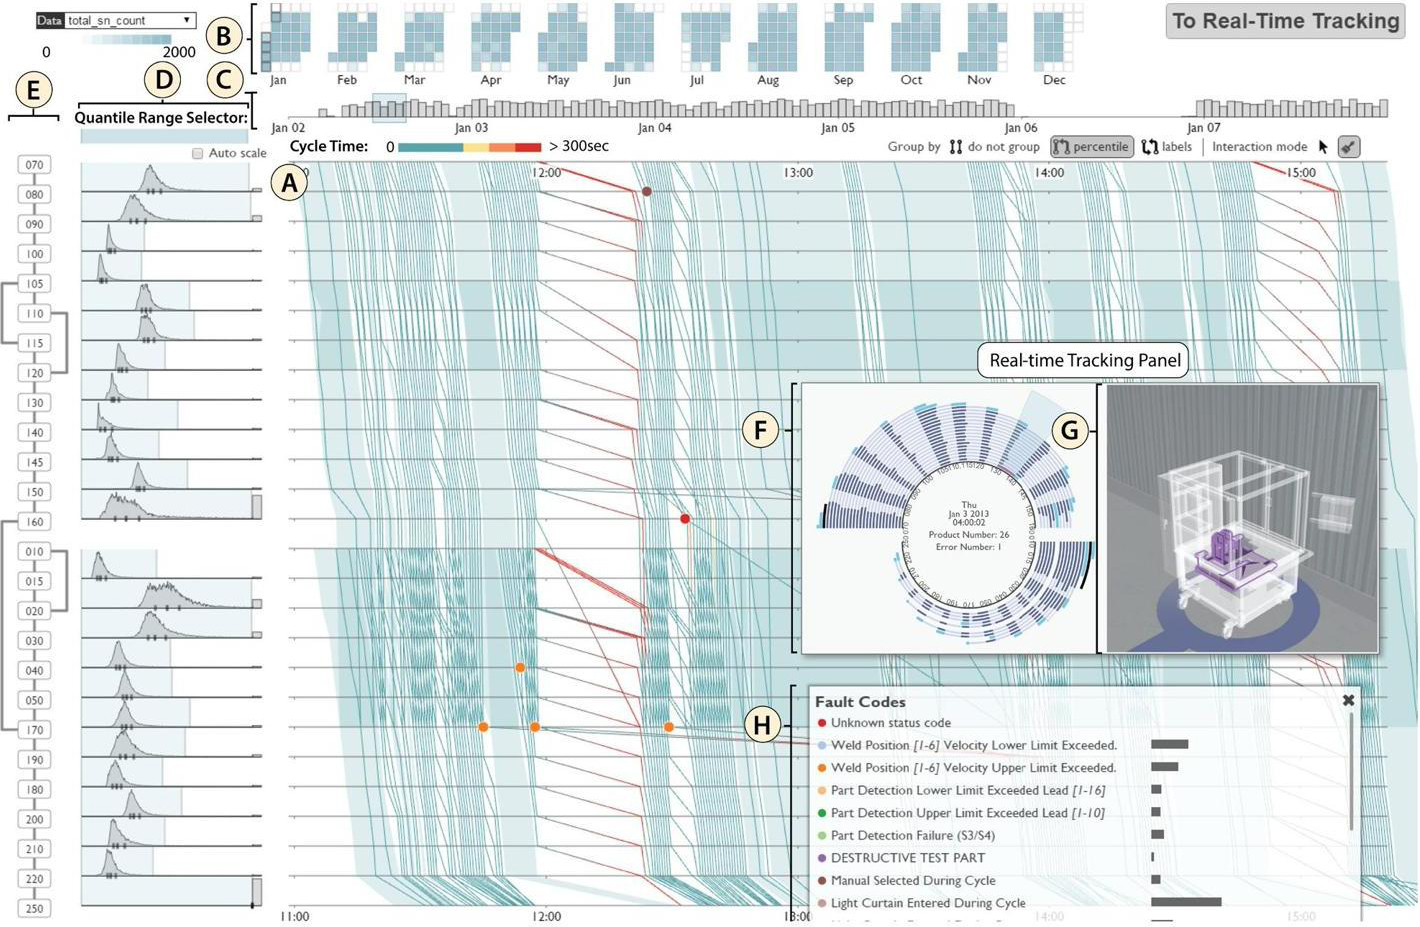 Data total_sn_count
0 2000
B
To Real-Time Tracking
Jan Feb Mar Apr May Jun Jul Aug Sep Oct Nov Dec
E
D
C
Quantile Range Selector:
Jan 02 Jan 03 Jan 04 Jan 05 Jan 06 Jan 07
Auto scale
Cycle Time: 0 > 300sec
Group by do not group percentile labels Interaction mode
A
12:00 13:00 14:00 15:00
070
080
090
100
105
110
115
120
130
140
145
150
160
010
015
020
030
040
050
170
190
180
200
210
220
250
Real-time Tracking Panel
F
G
Thu
Jan 3 2013
04:00:02
Product Number: 26
Error Number: 1
H
Fault Codes
Unknown status code
Weld Position [1-6] Velocity Lower Limit Exceeded.
Weld Position [1-6] Velocity Upper Limit Exceeded.
Part Detection Lower Limit Exceeded Lead [1-16]
Part Detection Upper Limit Exceeded Lead [1-10]
Part Detection Failure (S3/S4)
DESTRUCTIVE TEST PART
Manual Selected During Cycle
Light Curtain Entered During Cycle
11:00 12:00 13:00 14:00 15:00